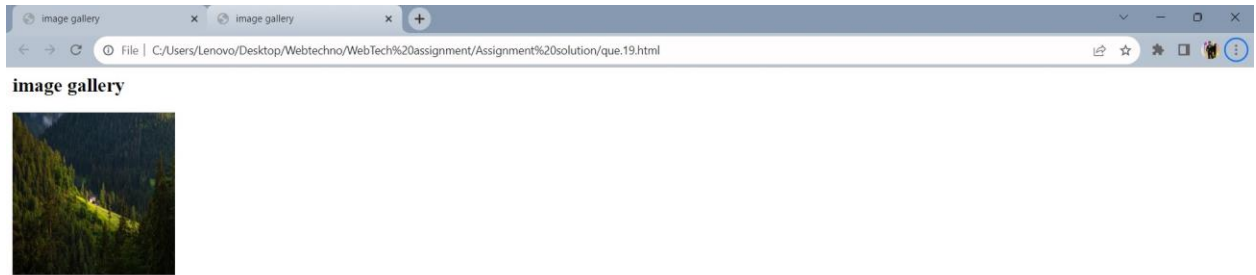 image gallery
image gallery
File | C:/Users/Lenovo/Desktop/Webtechno/WebTech%20assignment/Assignment%20solution/que.19.html
image gallery